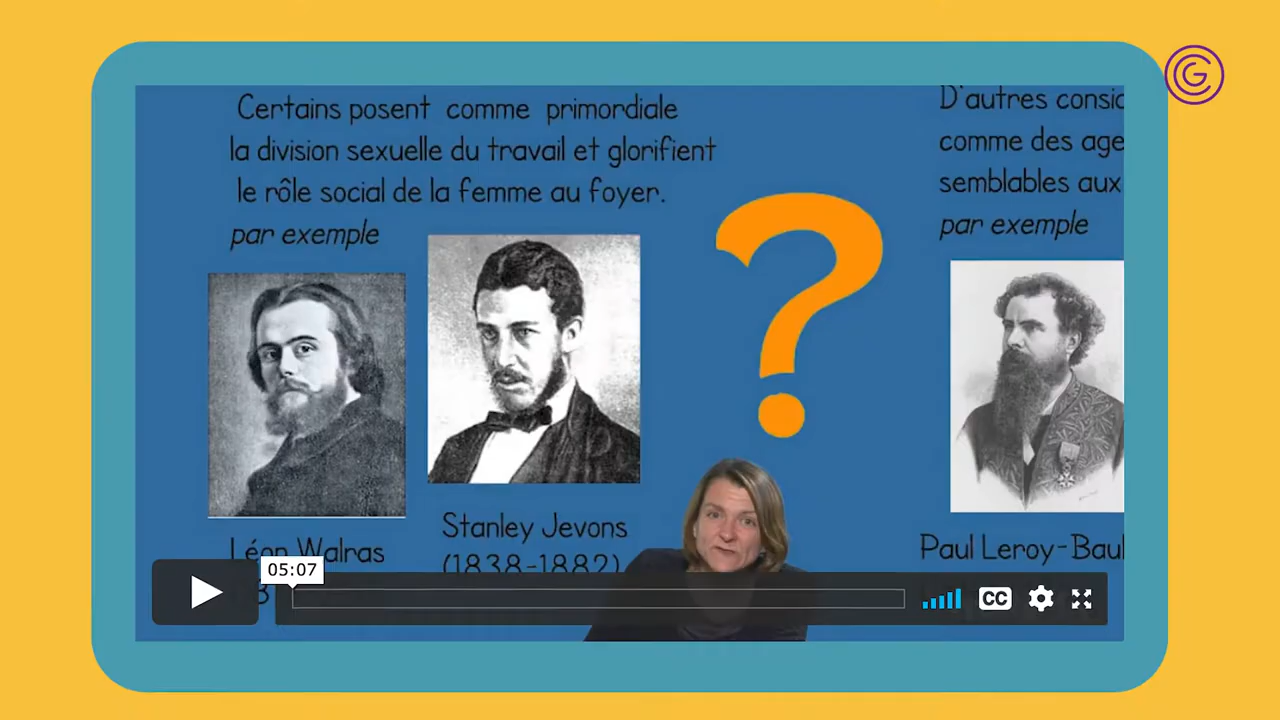 Certains posent comme primordiale
la division sexuelle du travail et glorifient
le rôle social de la femme au foyer.
par exemple
Léon Walras
Stanley Jevons
(1838-1882)
D'autres consid
comme des age
semblables aux
par exemple
Paul Leroy-Baul
05:07
CC